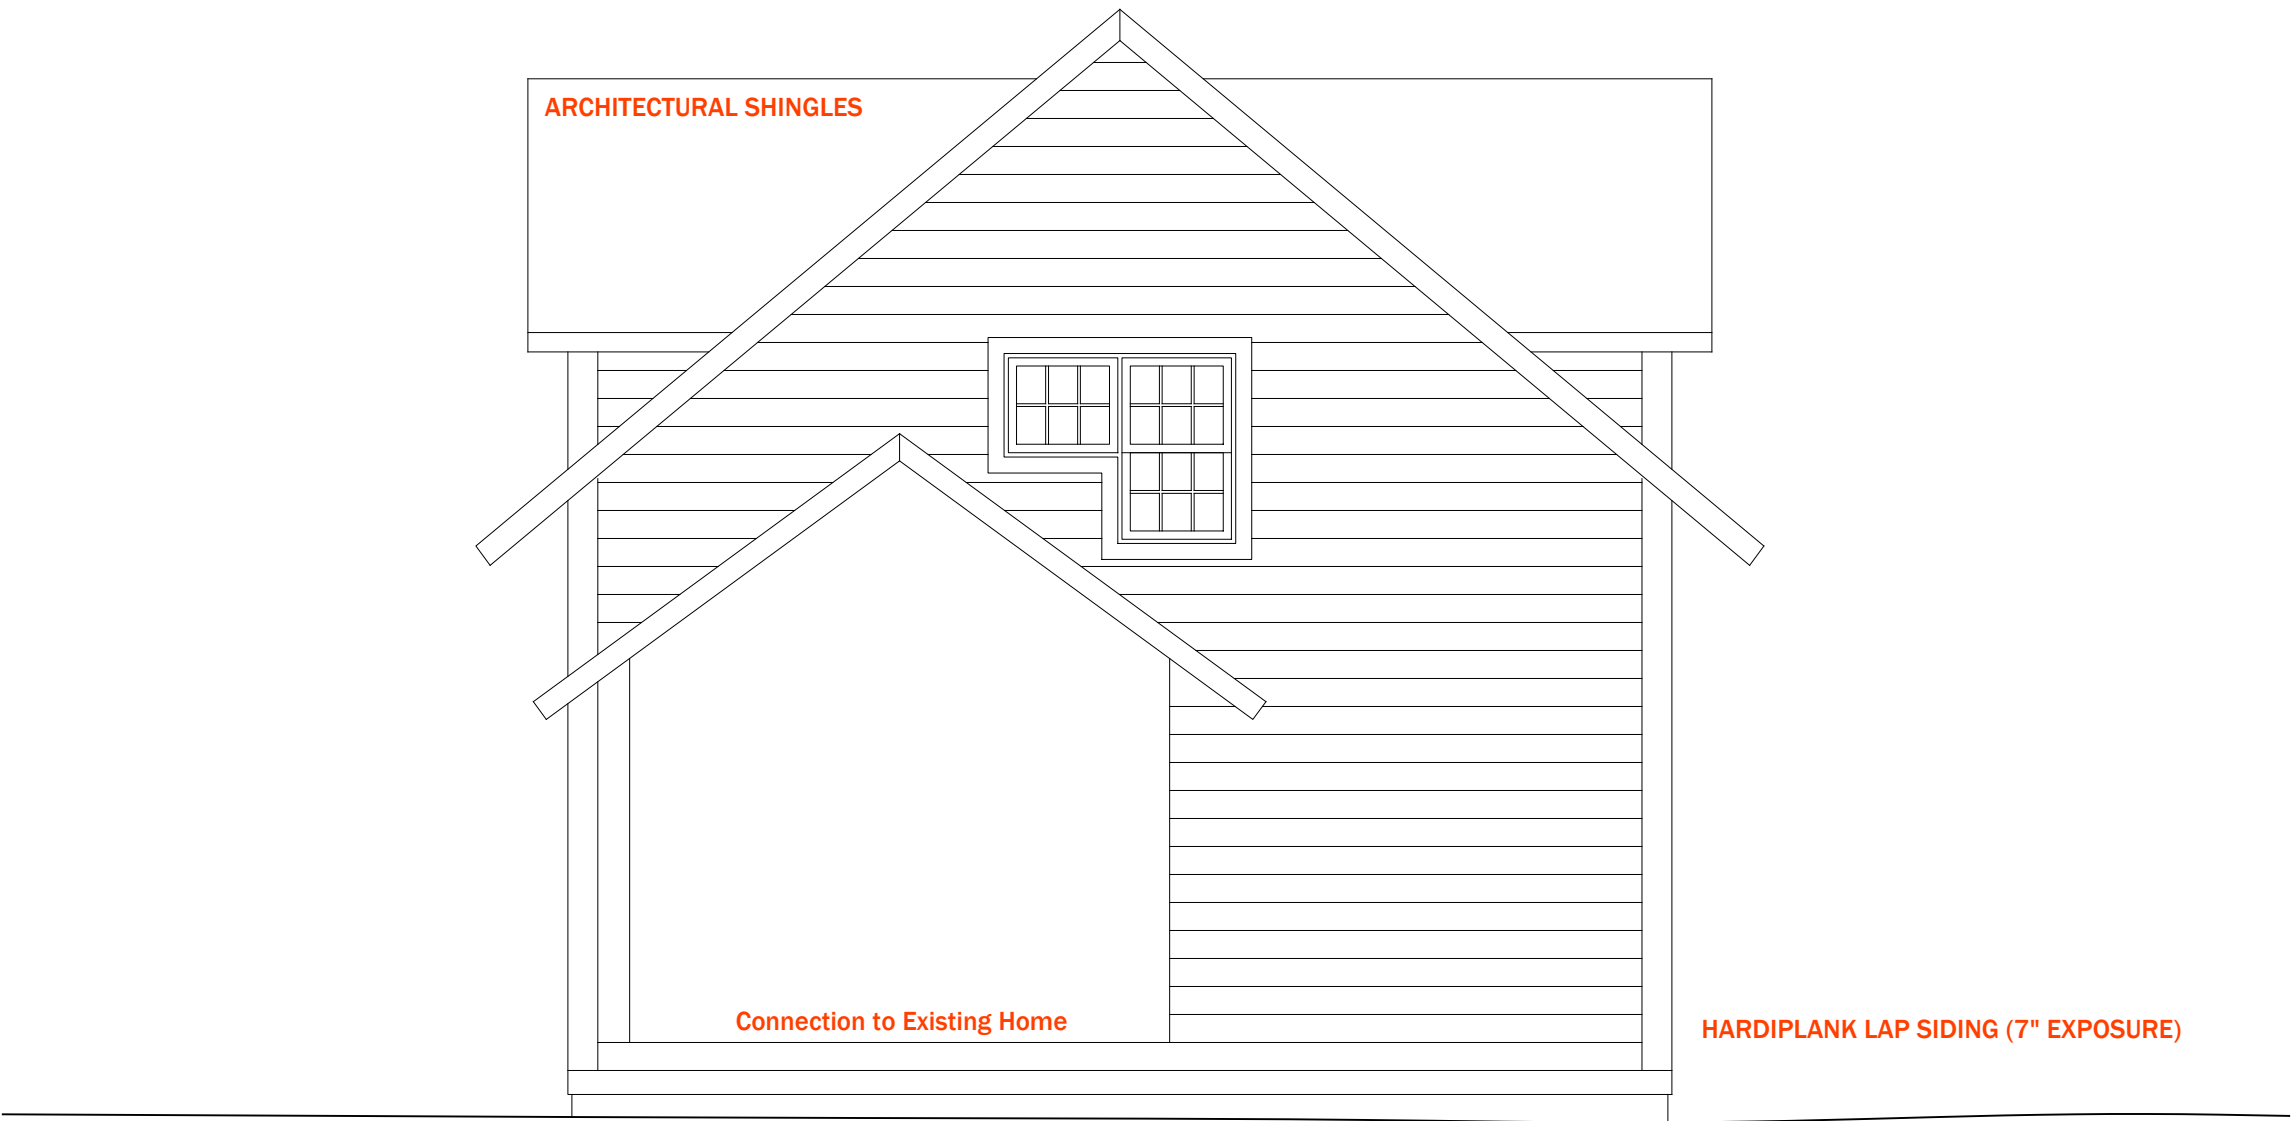 ARCHITECTURAL SHINGLES
Connection to Existing Home
HARDIPLANK LAP SIDING (7" EXPOSURE)